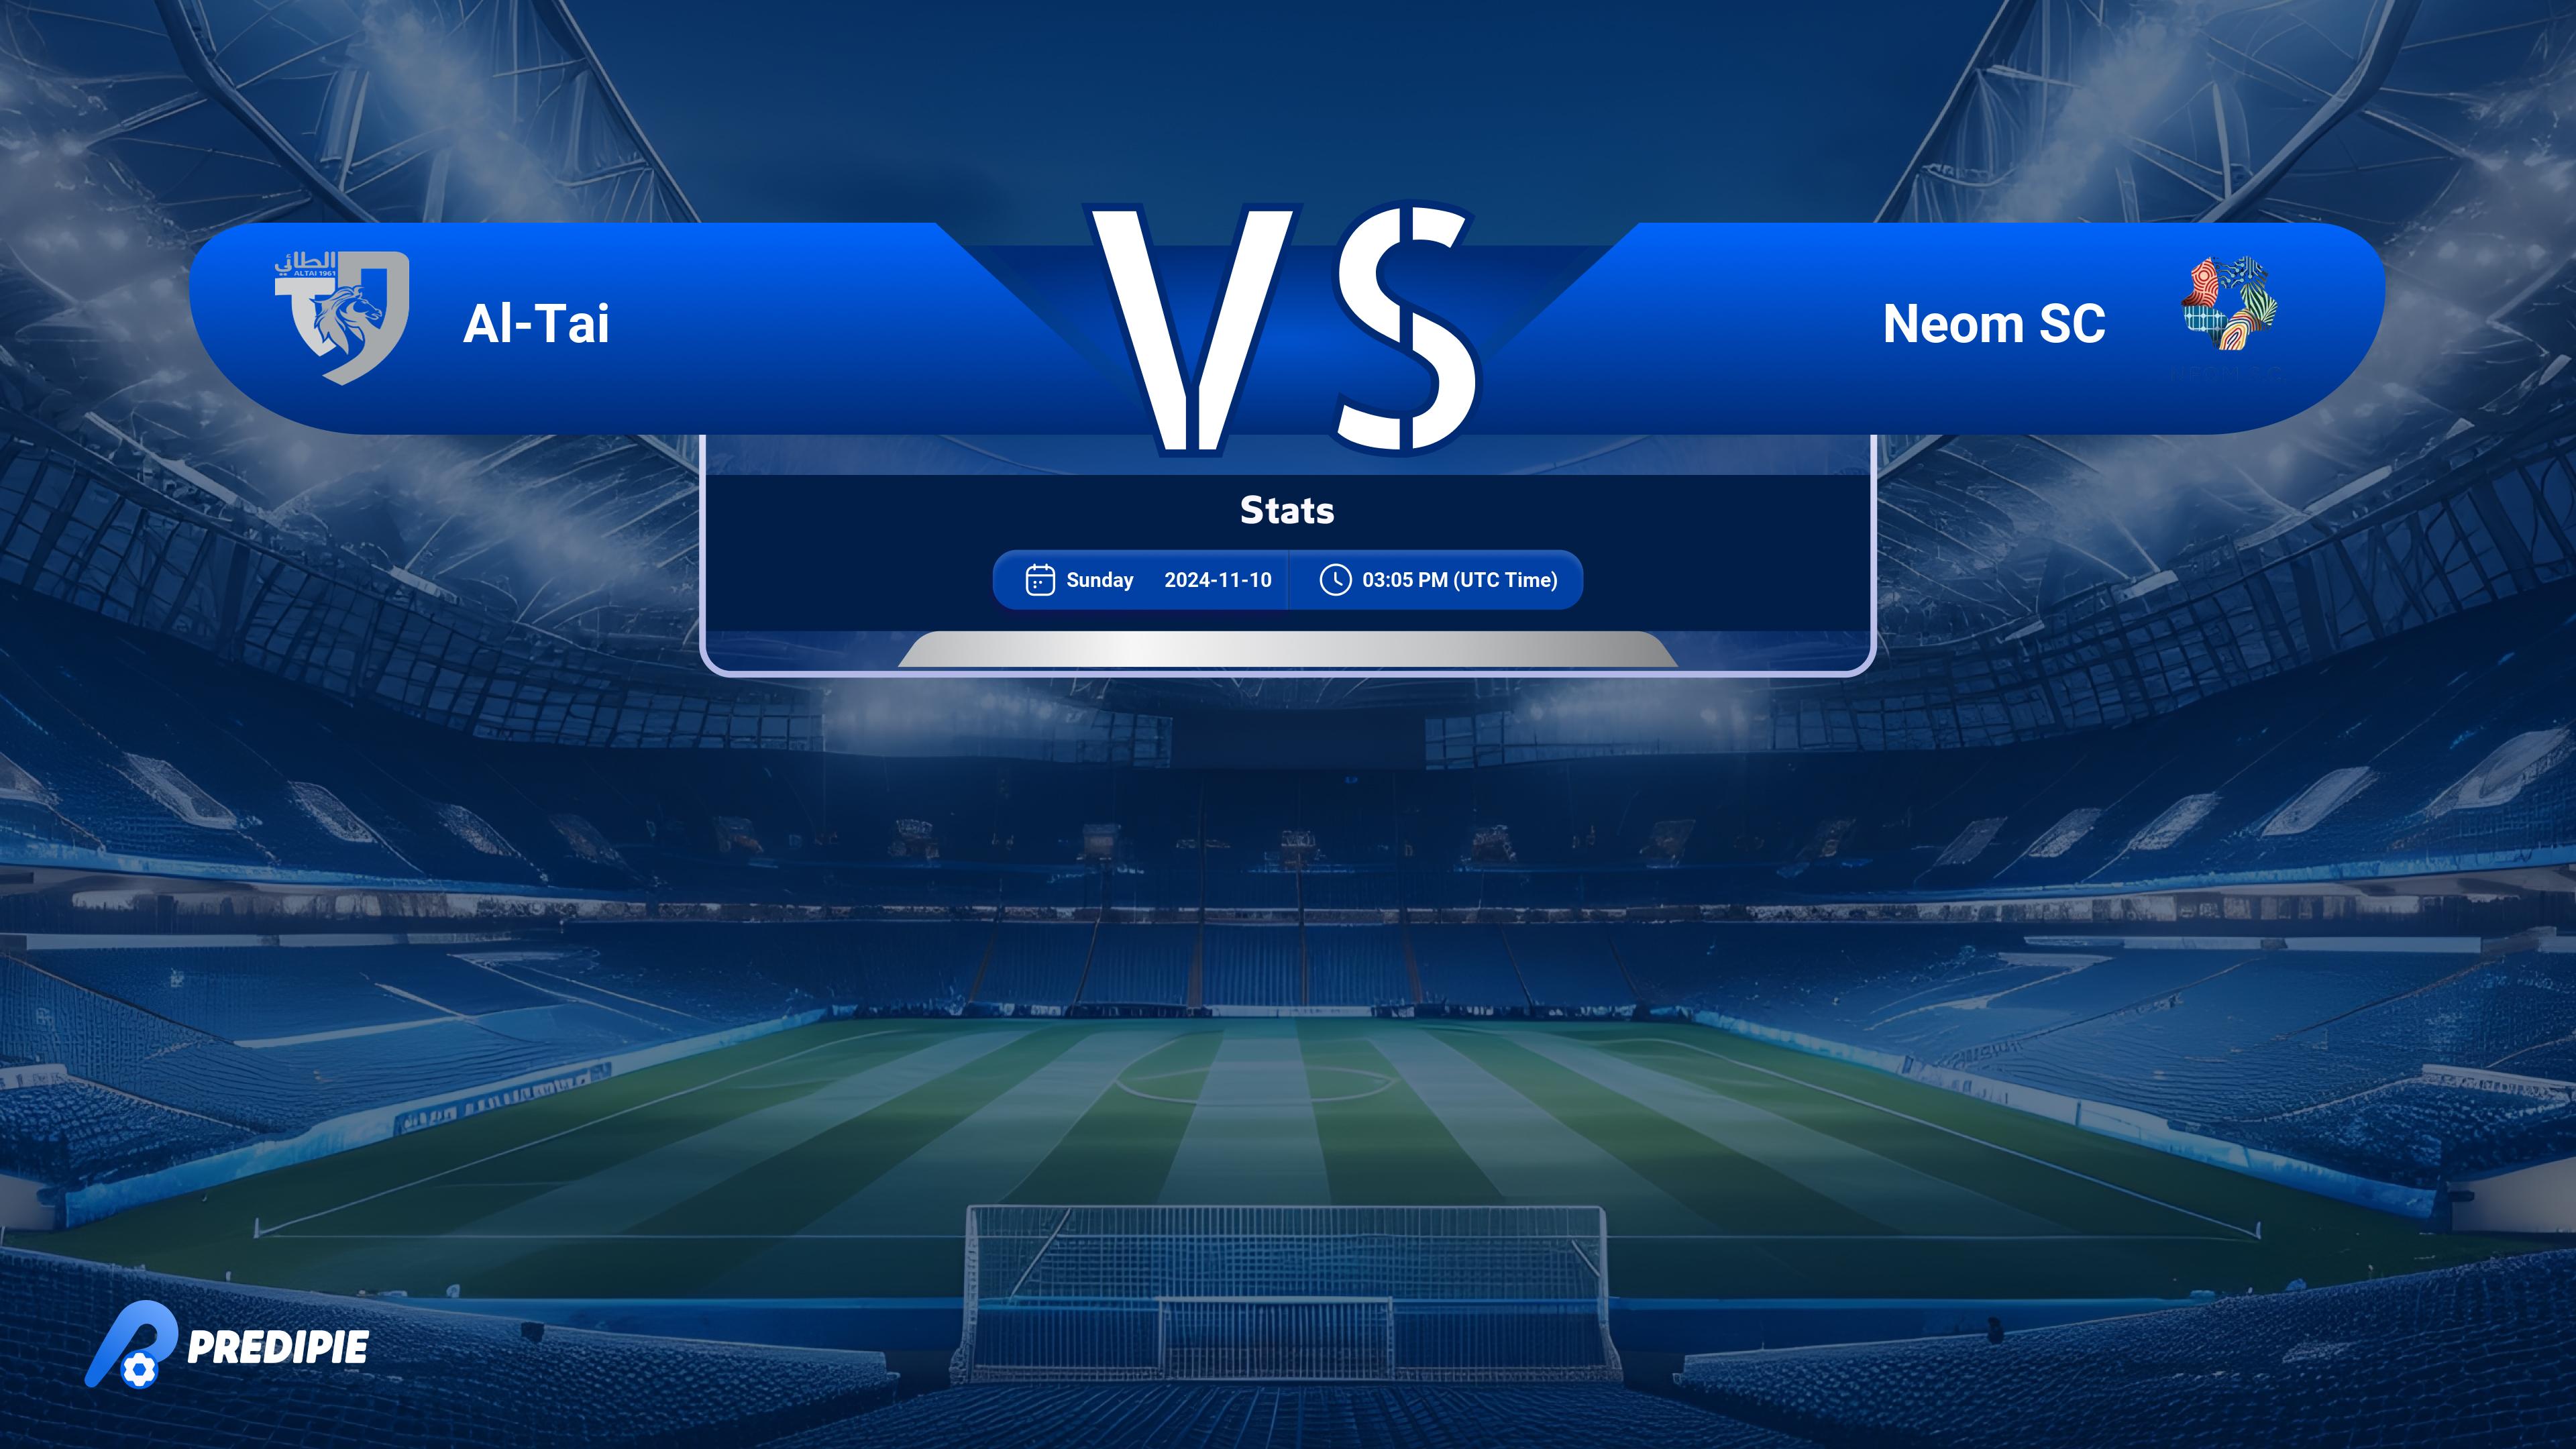 الطائي
ALTAI 1961
Al-Tai
VS
Neom SC
Stats
Sunday 2024-11-10 03:05 PM (UTC Time)
PREDIPIE